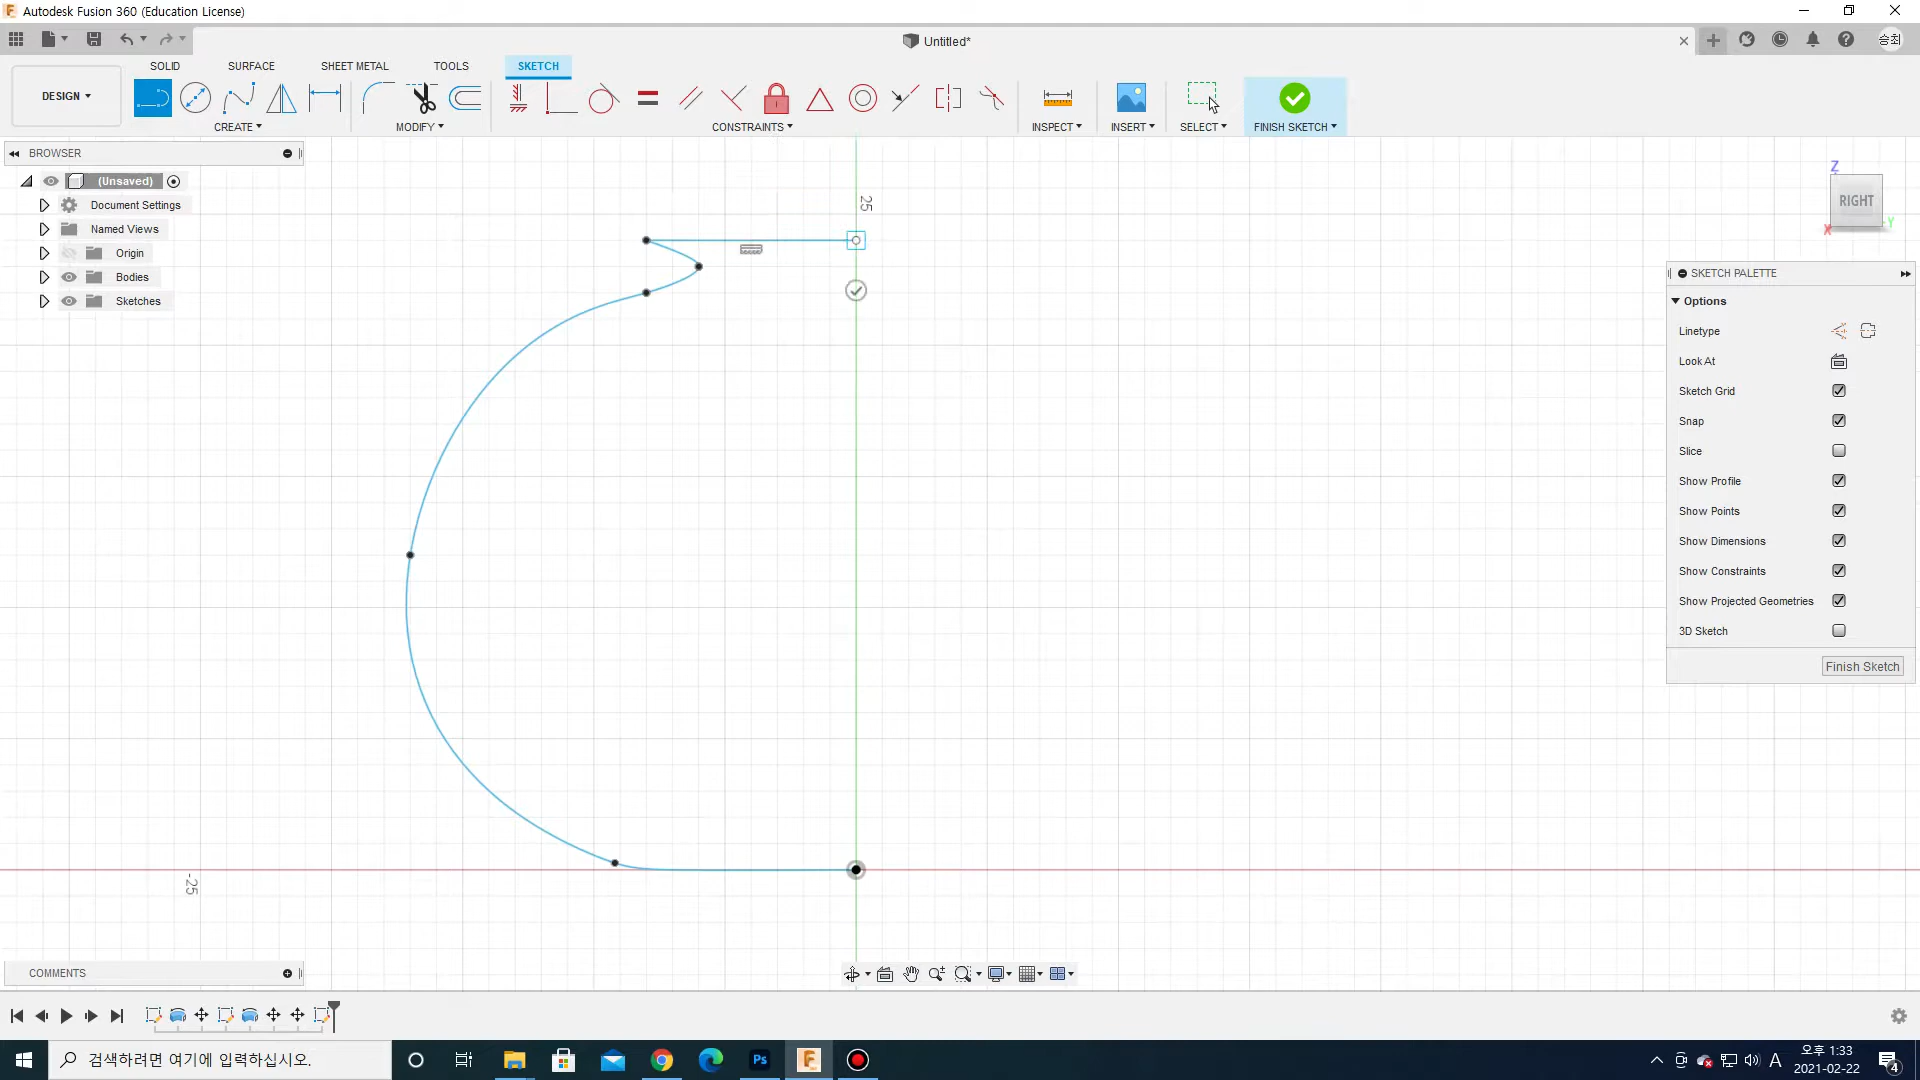 Autodesk Fusion 360 (Education License)
Untitled*
승최
DESIGN
SOLID
SURFACE
SHEET METAL
TOOLS
SKETCH
CREATE
MODIFY
CONSTRAINTS
INSPECT
INSERT
SELECT
FINISH SKETCH
BROWSER
(Unsaved)
Document Settings
Named Views
Origin
Bodies
Sketches
25
-25
Z
RIGHT
X
Y
SKETCH PALETTE
Options
Linetype
Look At
Sketch Grid
Snap
Slice
Show Profile
Show Points
Show Dimensions
Show Constraints
Show Projected Geometries
3D Sketch
Finish Sketch
COMMENTS
검색하려면 여기에 입력하십시오.
Ps
F
A
오후 1:33
2021-02-22
4